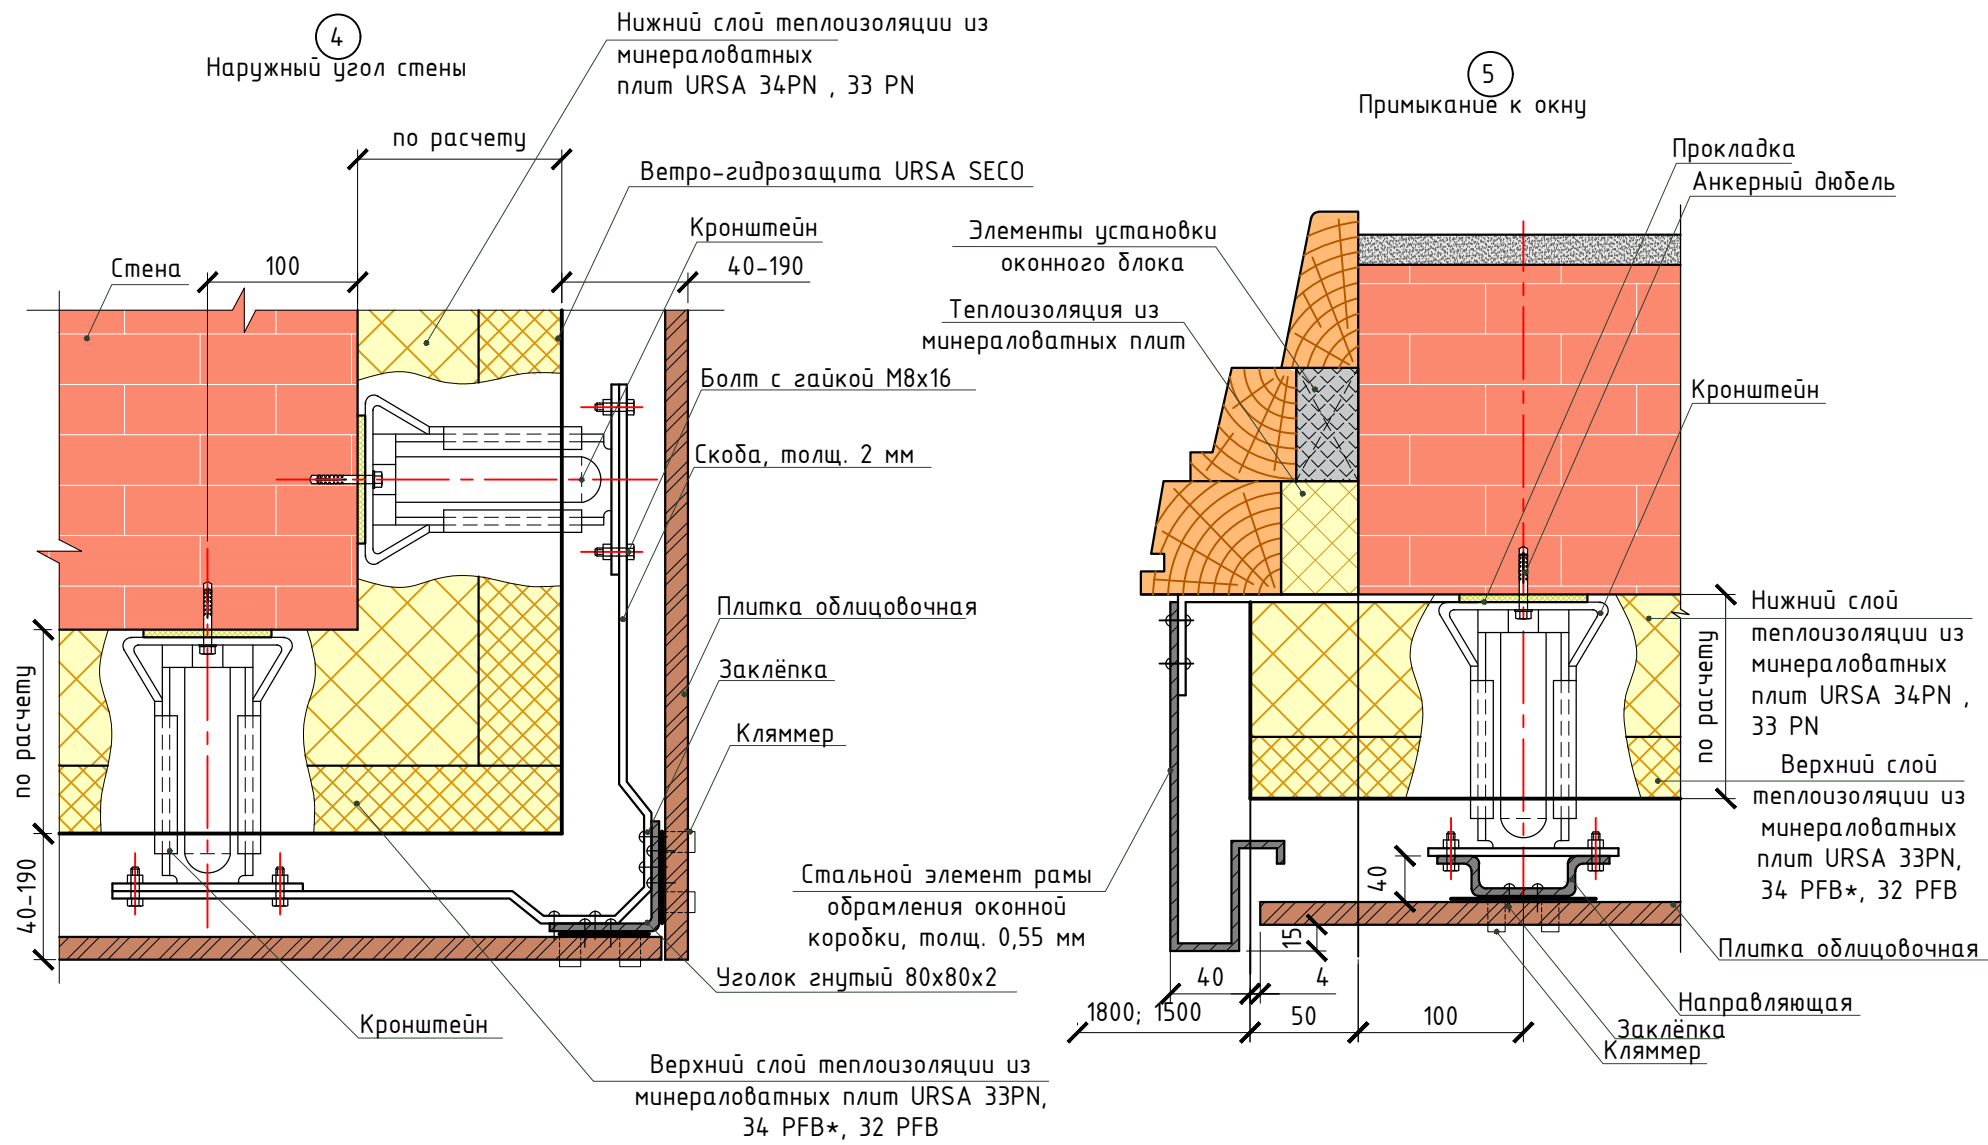 4
Наружный угол стены
Нижний слой теплоизоляции из
минераловатных
плит URSA 34PN , 33 PN
по расчету
Ветро-гидрозащита URSA SECO
Кронштейн
Стена
100
40-190
Болт с гайкой М8х16
Скоба, толщ. 2 мм
Плитка облицовочная
Заклёпка
Кляммер
по расчету
40-190
Уголок гнутый 80х80х2
Кронштейн
Верхний слой теплоизоляции из
минераловатных плит URSA 33PN,
34 PFB*, 32 PFB
5
Примыкание к окну
Прокладка
Анкерный дюбель
Элементы установки
оконного блока
Теплоизоляция из
минераловатных плит
Кронштейн
Нижний слой
теплоизоляции из
минераловатных
плит URSA 34PN ,
33 PN
по расчету
Верхний слой
теплоизоляции из
минераловатных
плит URSA 33PN,
34 PFB*, 32 PFB
Стальной элемент рамы
обрамления оконной
коробки, толщ. 0,55 мм
40
15
Плитка облицовочная
40
4
Направляющая
1800; 1500
50
100
Заклёпка
Кляммер